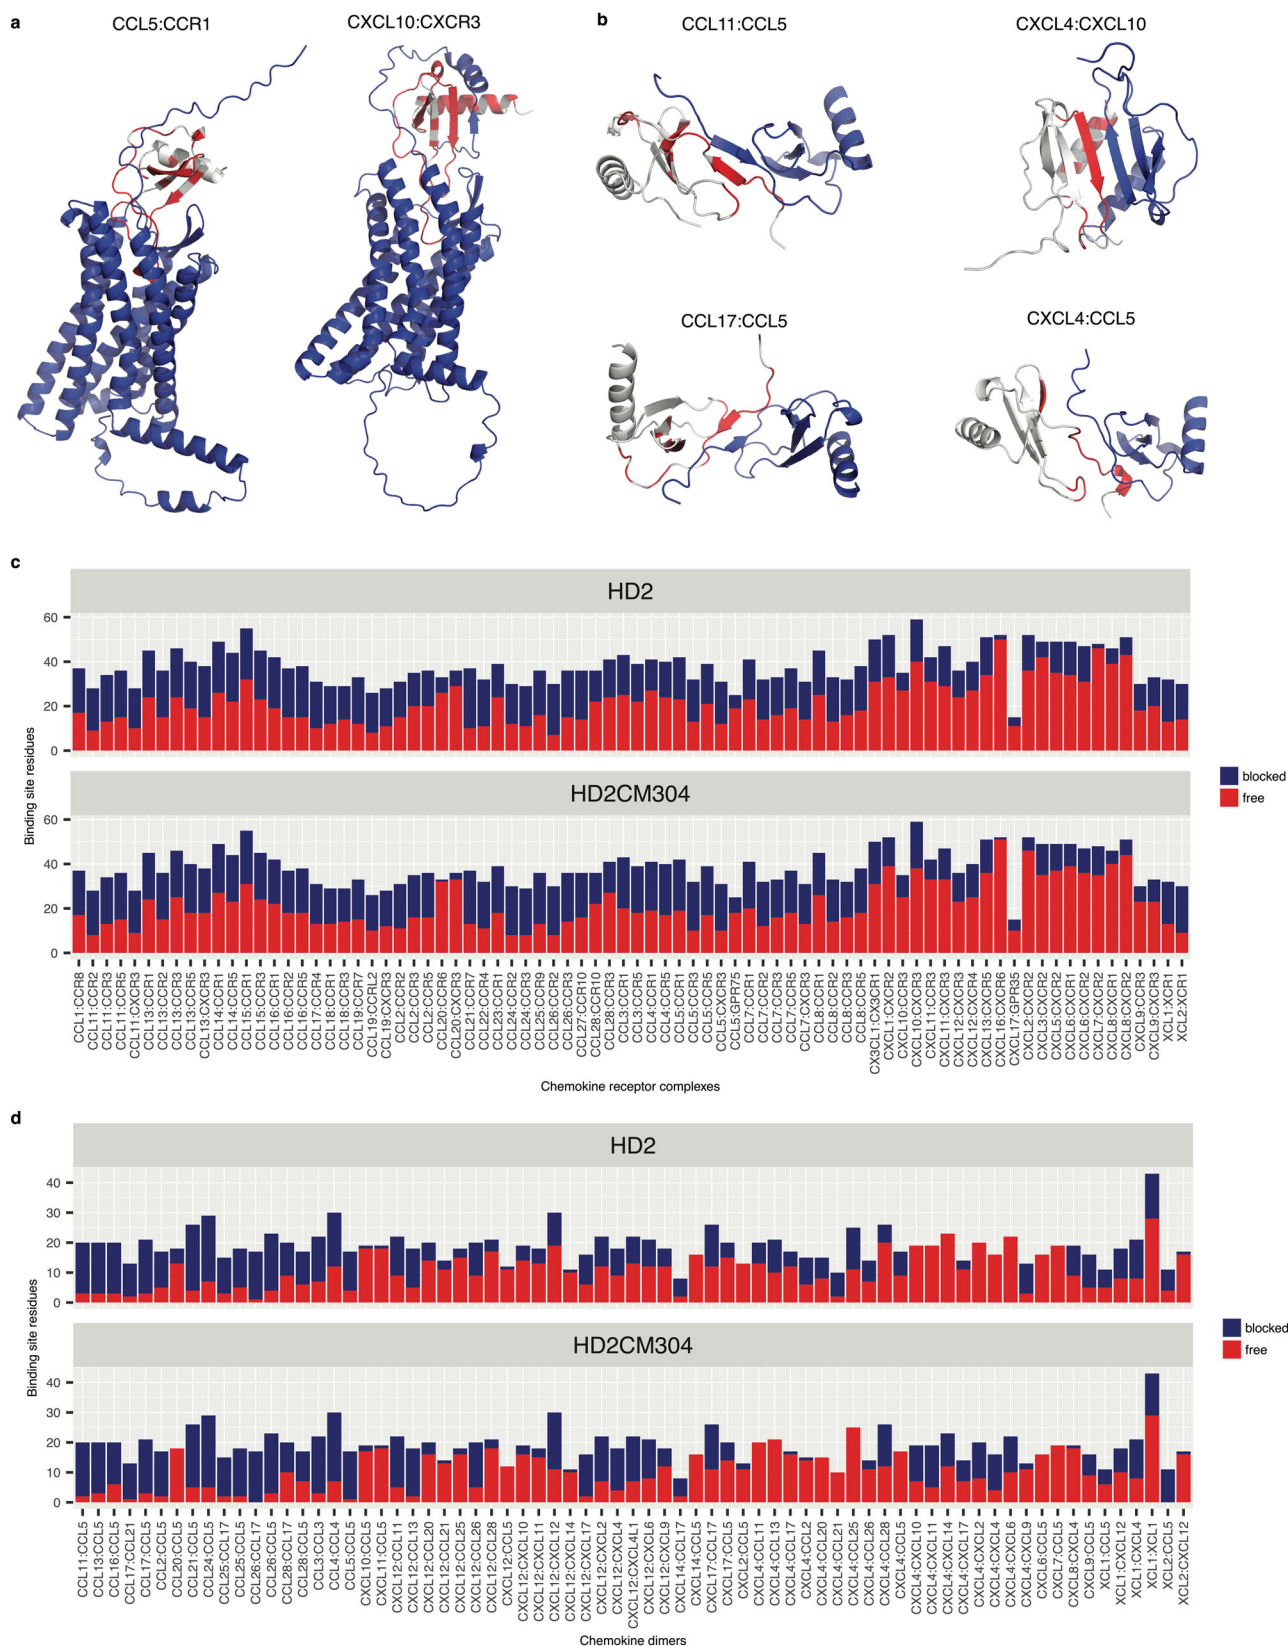 a
CCL5:CCR1
CXCL10:CXCR3
b
CCL11:CCL5
CXCL4:CXCL10
CCL17:CCL5
CXCL4:CCL5
c
HD2
60
40
20
0
HD2CM304
60
40
20
0
Binding site residues
blocked
free
CCL1:CCR8
CCL11:CCR2
CCL11:CCR3
CCL11:CCR5
CCL11:CXCR3
CCL13:CCR1
CCL13:CCR2
CCL13:CCR3
CCL13:CCR5
CCL13:CXCR3
CCL14:CCR1
CCL14:CCR5
CCL15:CCR1
CCL15:CCR3
CCL16:CCR1
CCL16:CCR2
CCL16:CCR5
CCL17:CCR4
CCL18:CCR1
CCL18:CCR3
CCL19:CCR7
CCL19:CCRL2
CCL19:CXCR3
CCL2:CCR2
CCL2:CCR3
CCL2:CCR5
CCL20:CCR6
CCL20:CXCR3
CCL21:CCR7
CCL22:CCR4
CCL23:CCR1
CCL24:CCR2
CCL24:CCR3
CCL25:CCR9
CCL26:CCR2
CCL26:CCR3
CCL27:CCR10
CCL28:CCR10
CCL28:CCR3
CCL3:CCR1
CCL3:CCR5
CCL4:CCR1
CCL4:CCR5
CCL5:CCR1
CCL5:CCR3
CCL5:CCR5
CCL5:CXCR3
CCL5:GPR75
CCL7:CCR1
CCL7:CCR2
CCL7:CCR3
CCL7:CCR5
CCL7:CXCR3
CCL8:CCR1
CCL8:CCR2
CCL8:CCR3
CCL8:CCR5
CX3CL1:CX3CR1
CXCL1:CXCR2
CXCL10:CCR3
CXCL10:CXCR3
CXCL11:CCR3
CXCL11:CXCR3
CXCL12:CXCR3
CXCL12:CXCR4
CXCL13:CXCR5
CXCL16:CXCR6
CXCL17:GPR35
CXCL2:CXCR2
CXCL3:CXCR2
CXCL5:CXCR2
CXCL6:CXCR1
CXCL6:CXCR2
CXCL7:CXCR2
CXCL8:CXCR1
CXCL8:CXCR2
CXCL9:CCR3
CXCL9:CXCR3
XCL1:XCR1
XCL2:XCR1
Chemokine receptor complexes
d
HD2
40
30
20
10
0
HD2CM304
40
30
20
10
0
Binding site residues
blocked
free
CCL11:CCL5
CCL13:CCL5
CCL16:CCL5
CCL17:CCL21
CCL17:CCL5
CCL2:CCL5
CCL20:CCL5
CCL21:CCL5
CCL24:CCL5
CCL25:CCL17
CCL25:CCL5
CCL26:CCL17
CCL26:CCL5
CCL28:CCL17
CCL28:CCL5
CCL3:CCL3
CCL4:CCL4
CCL5:CCL5
CXCL10:CCL5
CXCL11:CCL5
CXCL12:CCL11
CXCL12:CCL13
CXCL12:CCL20
CXCL12:CCL21
CXCL12:CCL25
CXCL12:CCL26
CXCL12:CCL28
CXCL12:CCL5
CXCL12:CXCL10
CXCL12:CXCL11
CXCL12:CXCL12
CXCL12:CXCL14
CXCL12:CXCL17
CXCL12:CXCL2
CXCL12:CXCL4
CXCL12:CXCL4L1
CXCL12:CXCL6
CXCL12:CXCL9
CXCL14:CCL17
CXCL14:CCL5
CXCL17:CCL17
CXCL17:CCL5
CXCL2:CCL5
CXCL4:CCL11
CXCL4:CCL13
CXCL4:CCL17
CXCL4:CCL2
CXCL4:CCL20
CXCL4:CCL21
CXCL4:CCL25
CXCL4:CCL26
CXCL4:CCL28
CXCL4:CCL5
CXCL4:CXCL10
CXCL4:CXCL11
CXCL4:CXCL14
CXCL4:CXCL17
CXCL4:CXCL2
CXCL4:CXCL4
CXCL4:CXCL6
CXCL4:CXCL9
CXCL6:CCL5
CXCL7:CCL5
CXCL8:CXCL4
CXCL9:CCL5
XCL1:CCL5
XCL1:CXCL12
XCL1:CXCL4
XCL1:XCL1
XCL2:CCL5
XCL2:CXCL12
Chemokine dimers